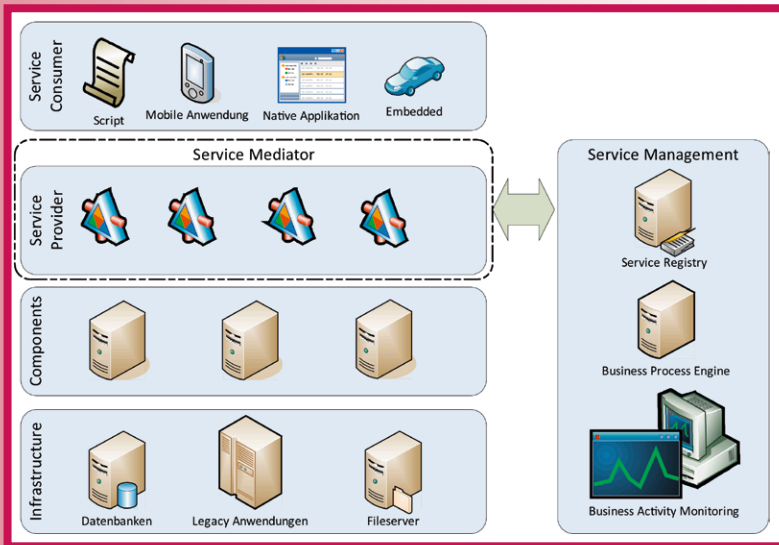 Service Consumer
Script
Mobile Anwendung
Native Applikation
Embedded
Service Mediator
Service Provider
Components
Infrastructure
Datenbanken
Legacy Anwendungen
Fileserver
Service Management
Service Registry
Business Process Engine
Business Activity Monitoring